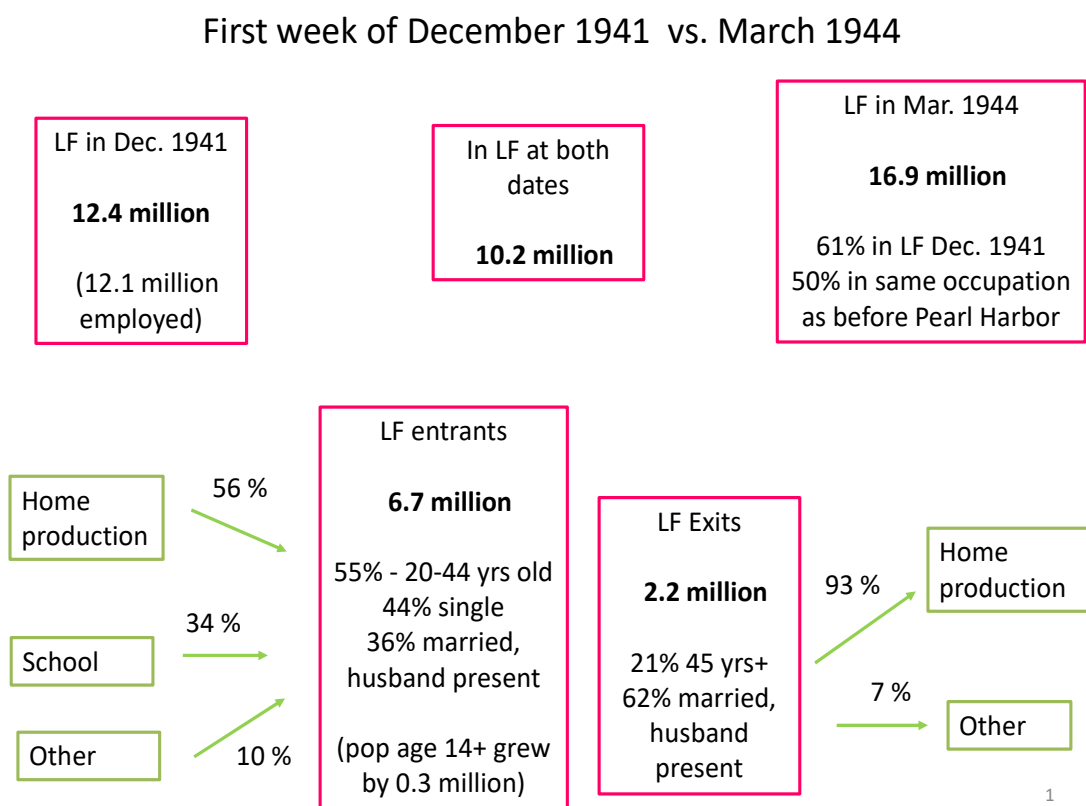 First week of December 1941 vs. March 1944
LF in Dec. 1941
12.4 million
(12.1 million
employed)
In LF at both
dates
10.2 million
LF in Mar. 1944
16.9 million
61% in LF Dec. 1941
50% in same occupation
as before Pearl Harbor
Home
production
56 %
School
34 %
Other
10 %
LF entrants
6.7 million
55% - 20-44 yrs old
44% single
36% married,
husband present
(pop age 14+ grew
by 0.3 million)
LF Exits
2.2 million
21% 45 yrs+
62% married,
husband
present
93 %
Home
production
7 %
Other
1